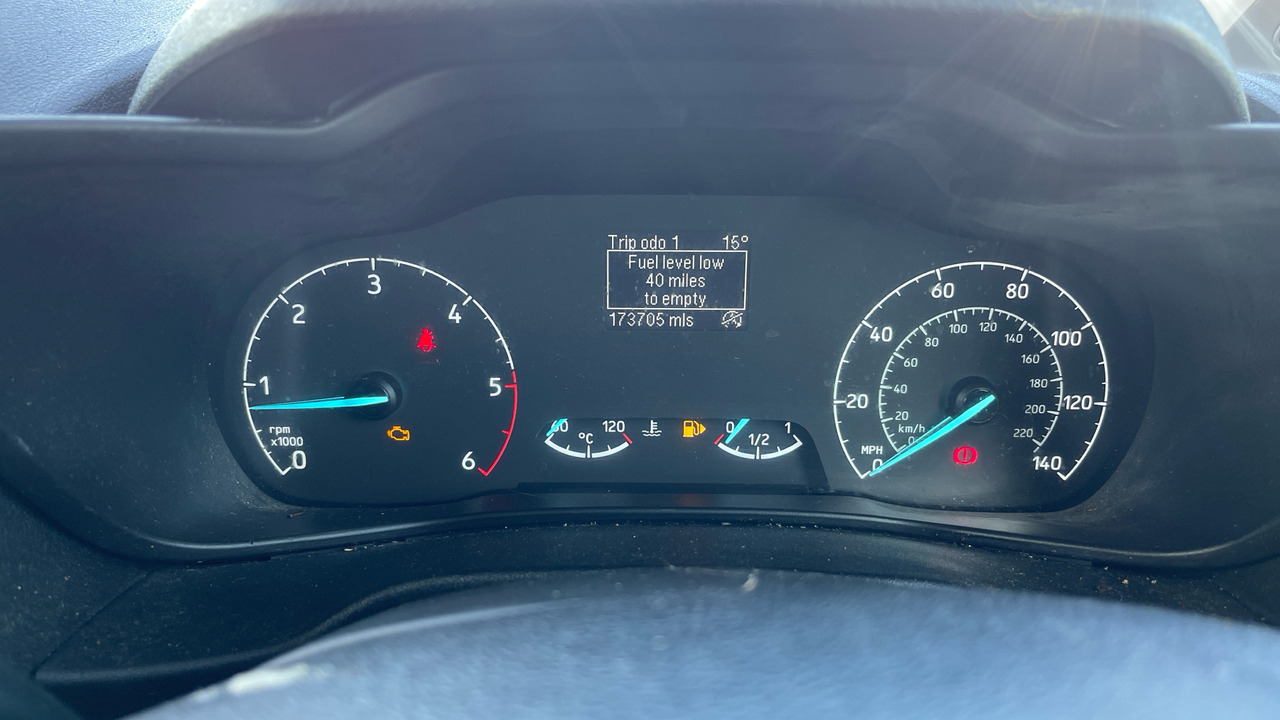 Trip odo 1 15°
Fuel level low
40 miles
to empty
173705 mls
0 1 2 3 4 5 6
rpm
x1000
60 120
°C
0 1/2 1
0 20 40 60 80 100 120 140
MPH
0 20 40 60 80 100 120 140 160 180 200 220
km/h